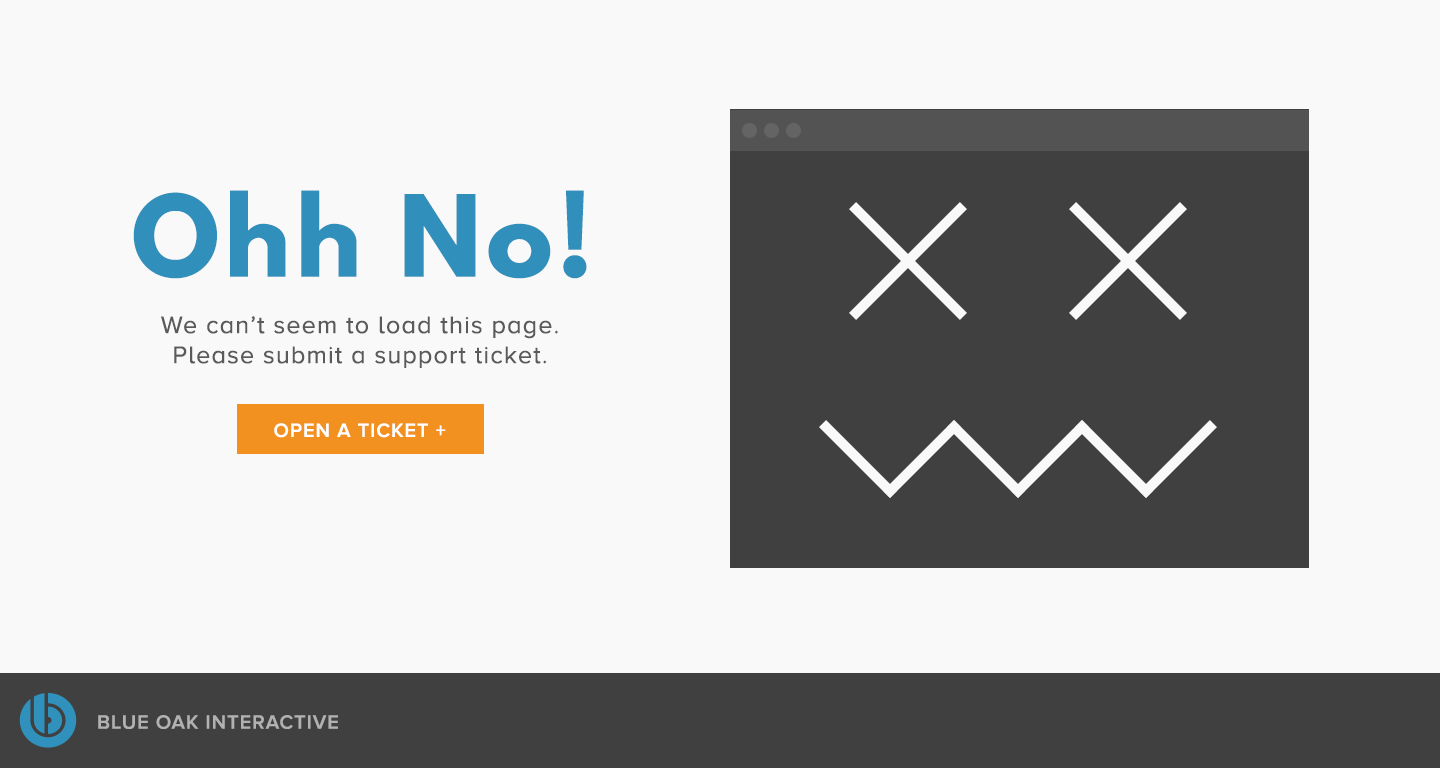 Ohh No!
We can’t seem to load this page.
Please submit a support ticket.
OPEN A TICKET +
BLUE OAK INTERACTIVE